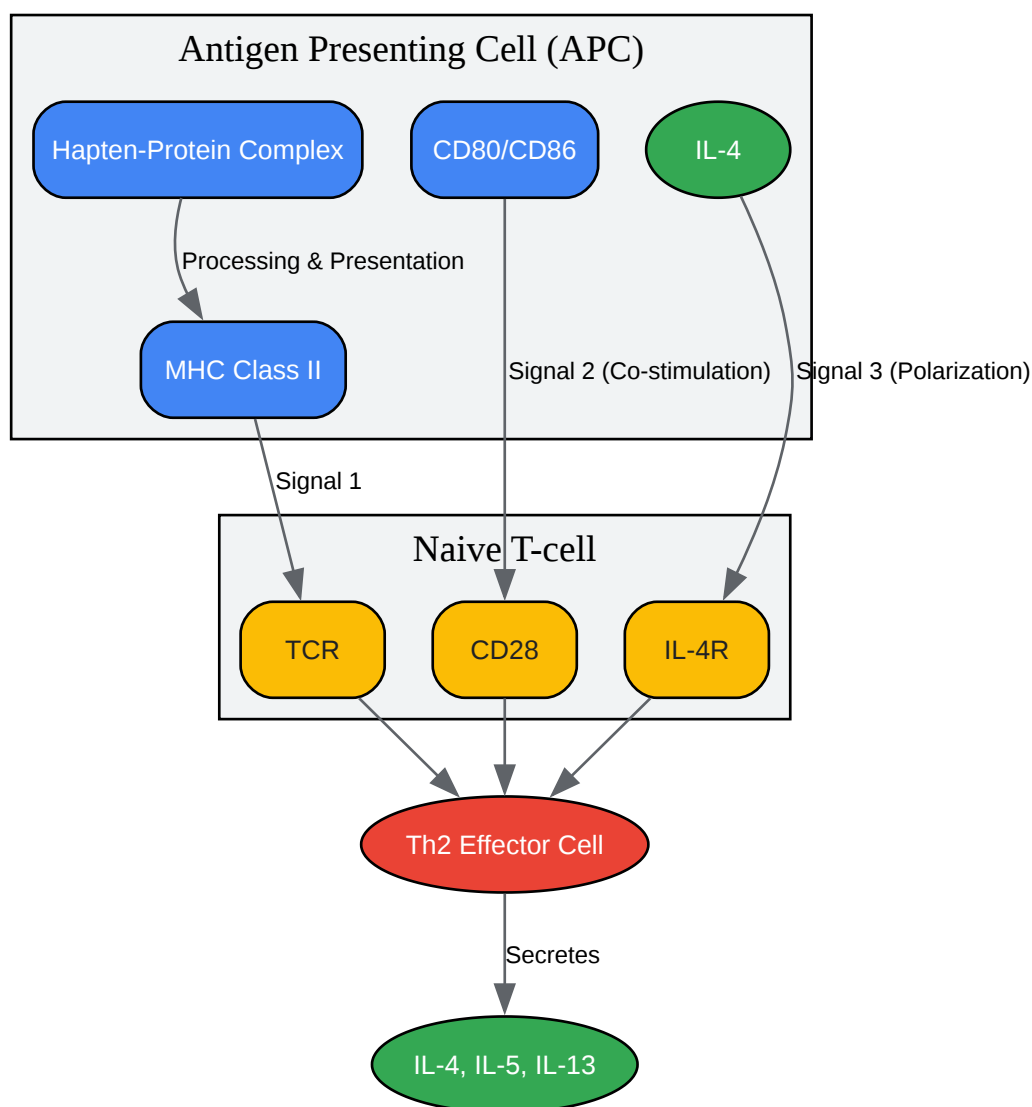 Antigen Presenting Cell (APC)
Hapten-Protein Complex
CD80/CD86
IL-4
Processing & Presentation
MHC Class II
Signal 2 (Co-stimulation)
Signal 3 (Polarization)
Signal 1
Naive T-cell
TCR
CD28
IL-4R
Th2 Effector Cell
Secretes
IL-4, IL-5, IL-13